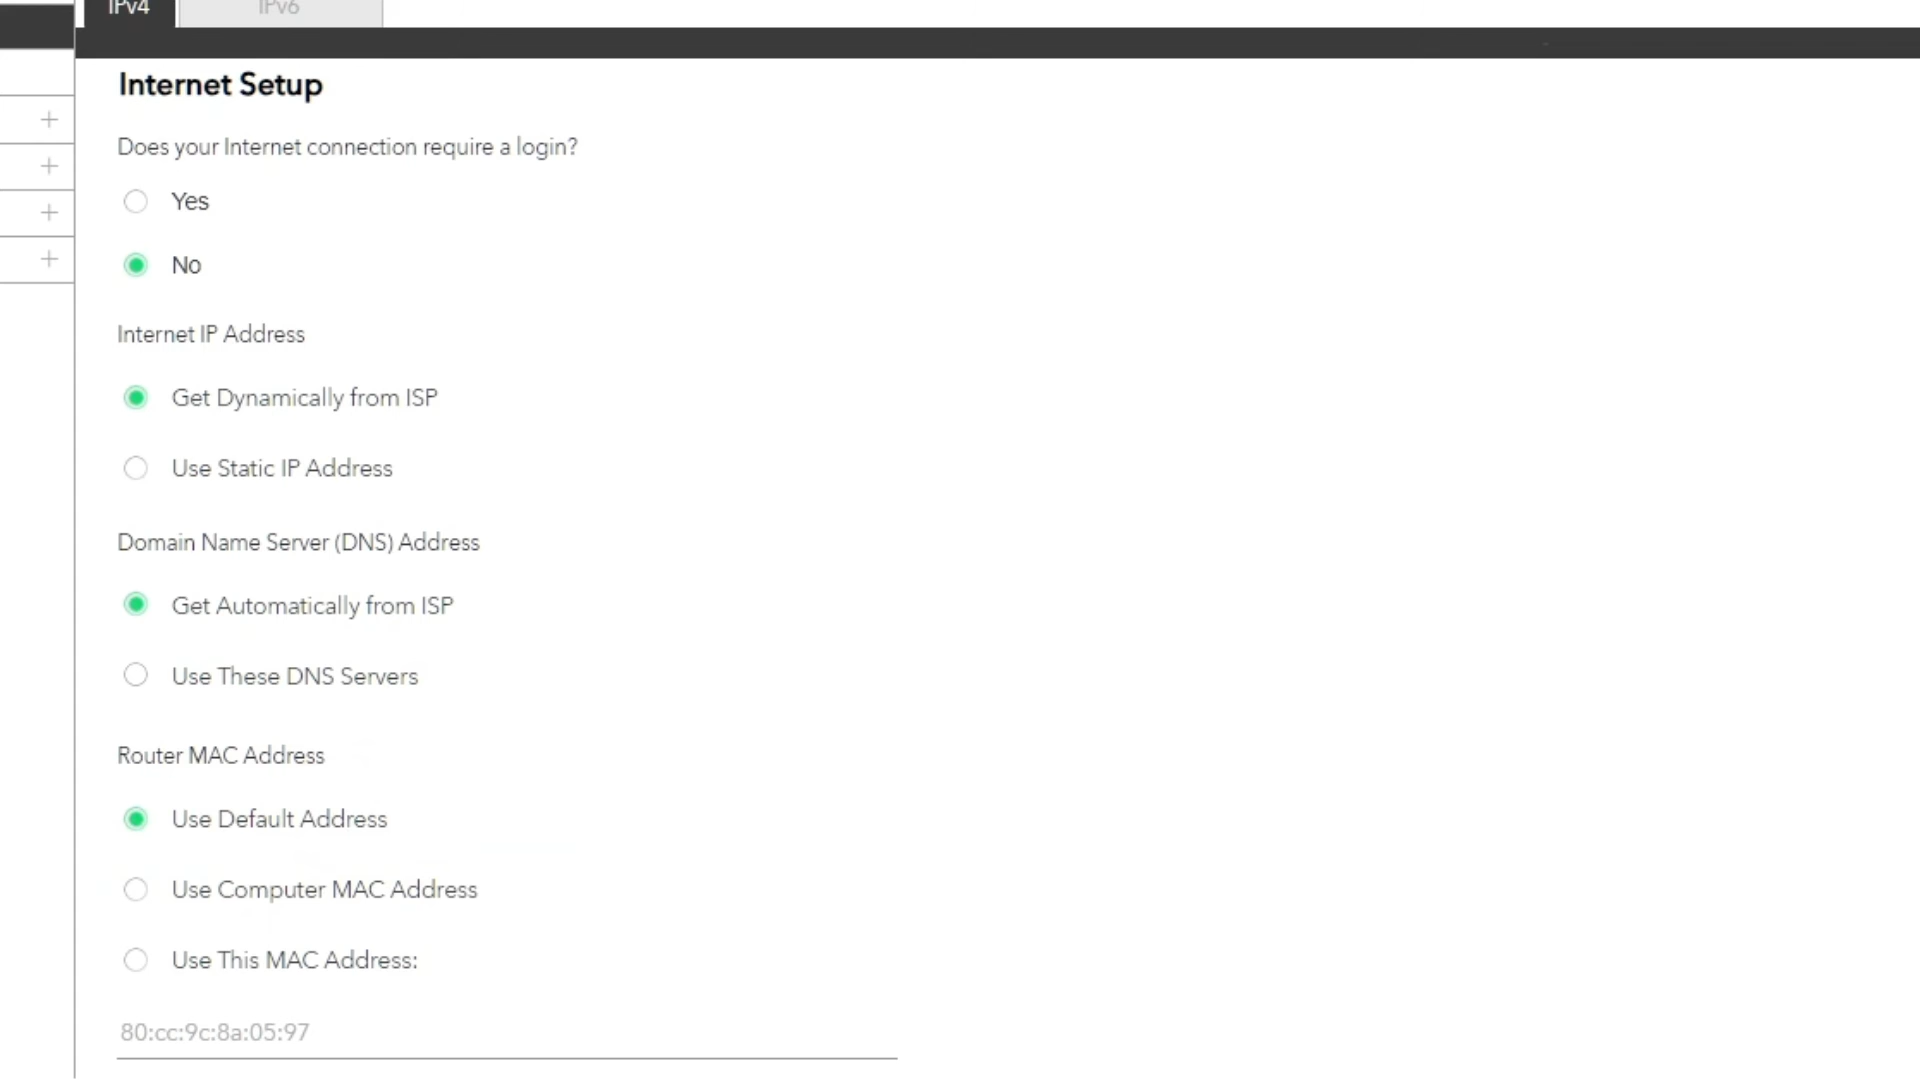 IPv4
IPv6
Internet Setup
Does your Internet connection require a login?
Yes
No
Internet IP Address
Get Dynamically from ISP
Use Static IP Address
Domain Name Server (DNS) Address
Get Automatically from ISP
Use These DNS Servers
Router MAC Address
Use Default Address
Use Computer MAC Address
Use This MAC Address:
80:cc:9c:8a:05:97